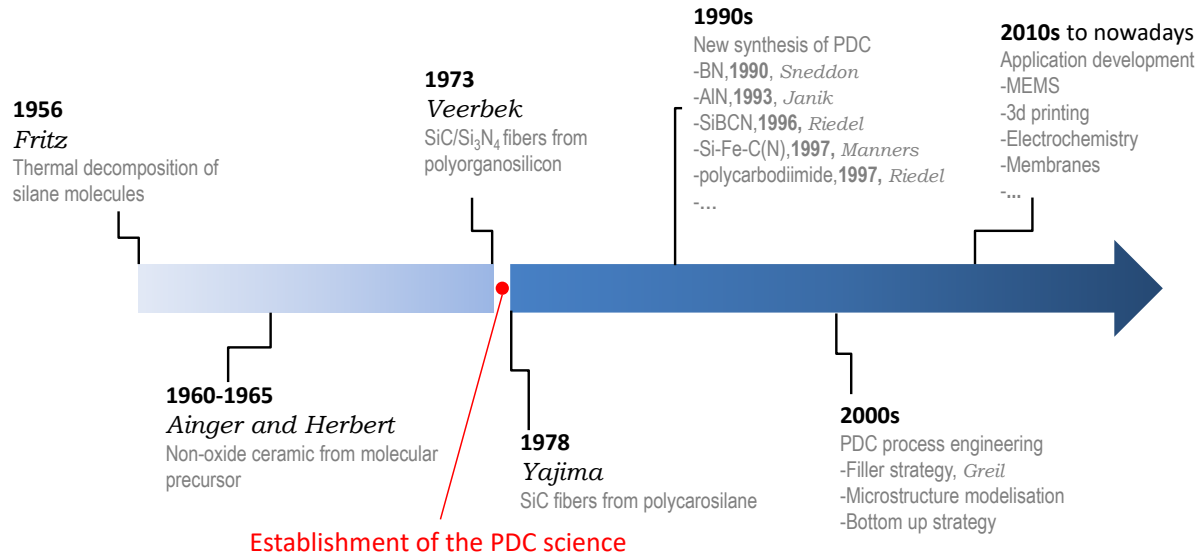 1956
Fritz
Thermal decomposition of
silane molecules
1960-1965
Ainger and Herbert
Non-oxide ceramic from molecular
precursor
1973
Veerbek
SiC/Si₃N₄ fibers from
polyorganosilicon
Establishment of the PDC science
1978
Yajima
SiC fibers from polycarosilane
1990s
New synthesis of PDC
-BN,1990, Sneddon
-AlN,1993, Janik
-SiBCN,1996, Riedel
-Si-Fe-C(N),1997, Manners
-polycarbodiimide,1997, Riedel
-...
2000s
PDC process engineering
-Filler strategy, Greil
-Microstructure modelisation
-Bottom up strategy
2010s to nowadays
Application development
-MEMS
-3d printing
-Electrochemistry
-Membranes
-...